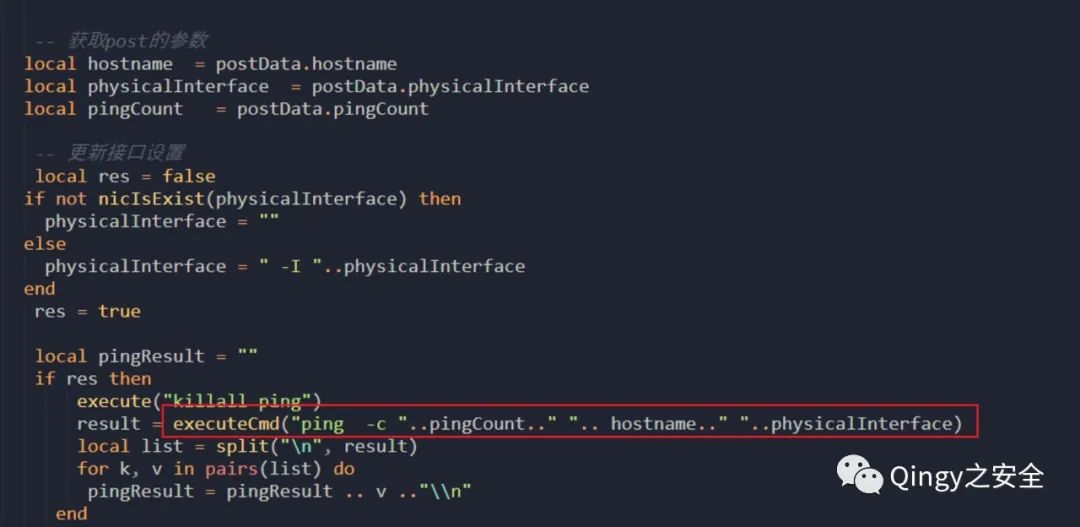 -- 获取post的参数
local hostname  = postData.hostname
local physicalInterface  = postData.physicalInterface
local pingCount   = postData.pingCount
-- 更新接口设置
local res = false
if not nicIsExist(physicalInterface) then
physicalInterface = ""
else
physicalInterface = " -I "..physicalInterface
end
res = true
local pingResult = ""
if res then
execute("killall ping")
result = executeCmd("ping  -c "..pingCount.." ".. hostname.." "..physicalInterface)
local list = split("\n", result)
for k, v in pairs(list) do
pingResult = pingResult .. v .."\\n"
end
Qingy之安全